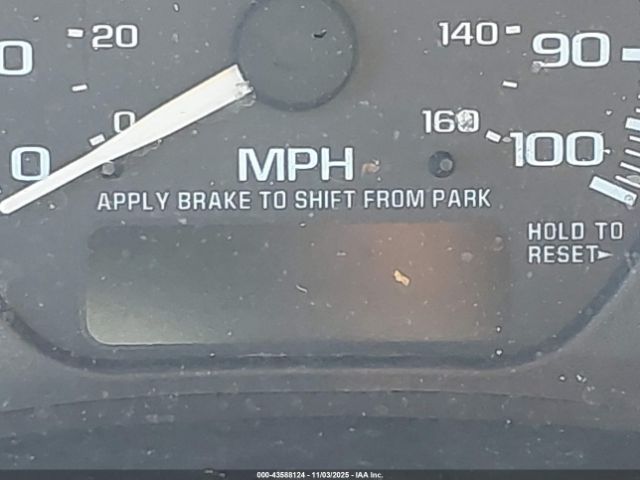 20
140
90
0
0
160
100
MPH
APPLY BRAKE TO SHIFT FROM PARK
HOLD TO
RESET►
000-43588124 - 11/03/2025 - IAA Inc.